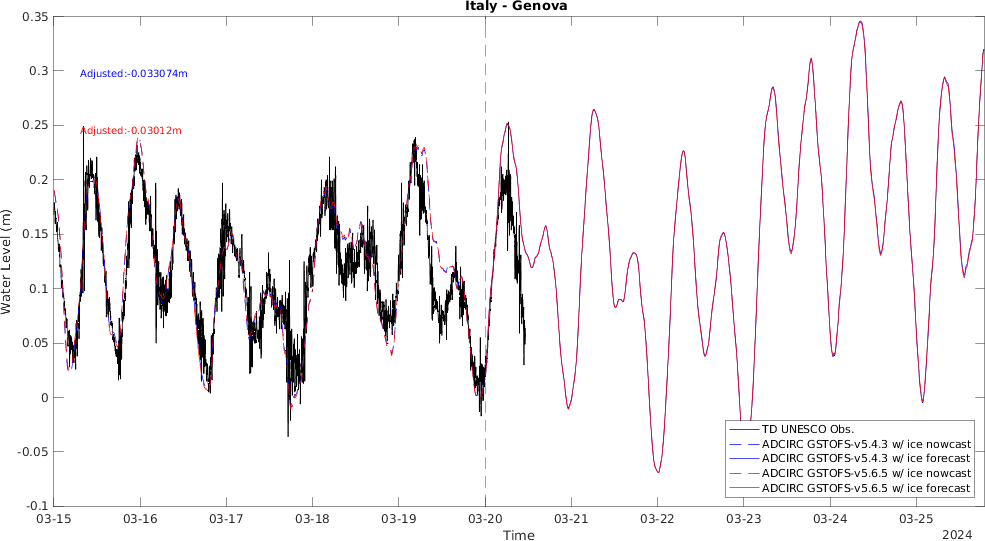 Italy - Genova
0.35
0.3
0.25
0.2
0.15
0.1
0.05
0
-0.05
-0.1
Water Level (m)
Adjusted:-0.033074m
Adjusted:-0.03012m
TD UNESCO Obs.
ADCIRC GSTOFS-v5.4.3 w/ ice nowcast
ADCIRC GSTOFS-v5.4.3 w/ ice forecast
ADCIRC GSTOFS-v5.6.5 w/ ice nowcast
ADCIRC GSTOFS-v5.6.5 w/ ice forecast
03-15 03-16 03-17 03-18 03-19 03-20 03-21 03-22 03-23 03-24 03-25
Time
2024